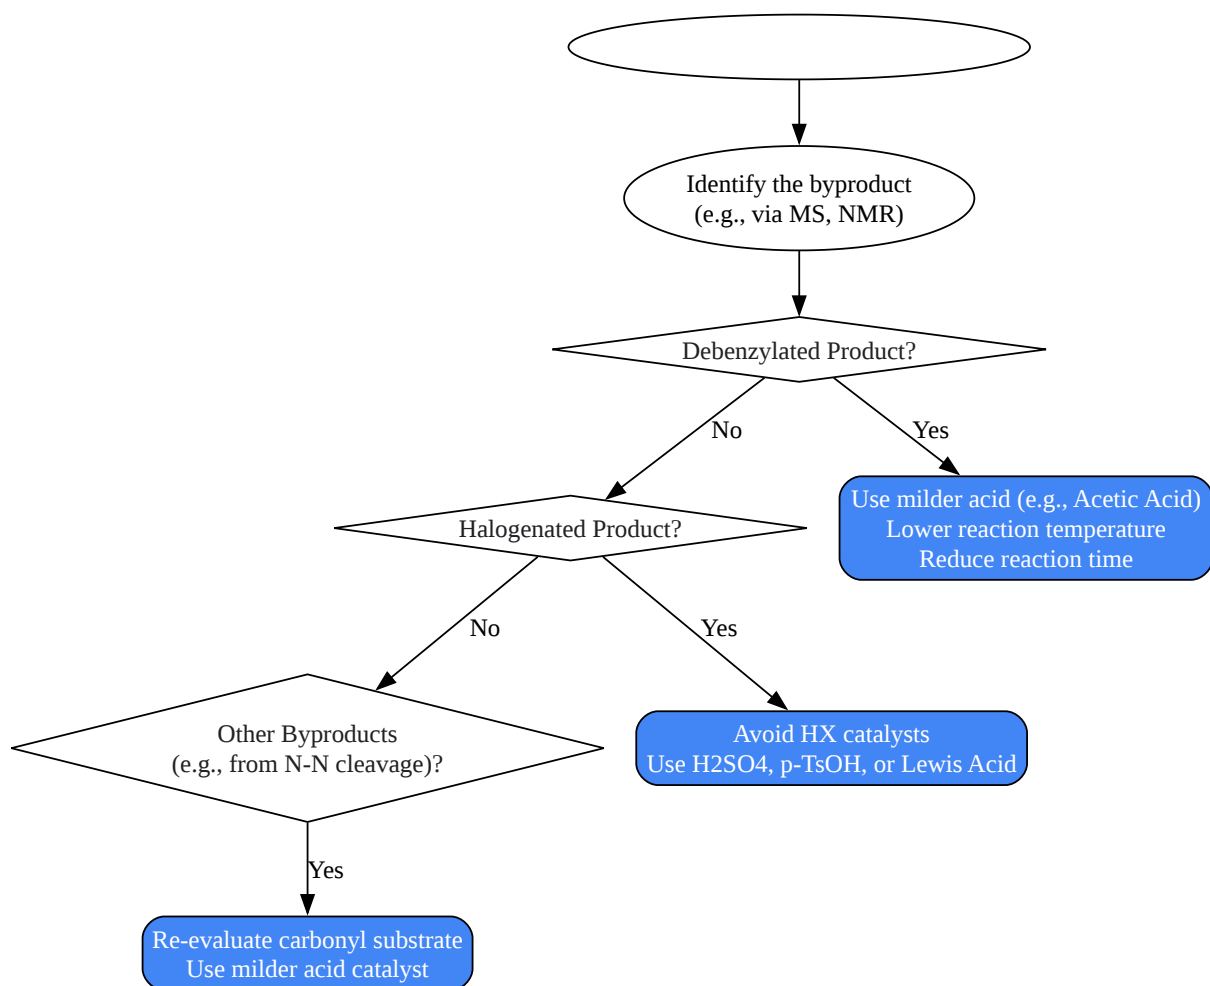 Identify the byproduct
(e.g., via MS, NMR)
Debenzylated Product?
No
Yes
Use milder acid (e.g., Acetic Acid)
Lower reaction temperature
Reduce reaction time
Halogenated Product?
No
Yes
Other Byproducts
(e.g., from N-N cleavage)?
Avoid HX catalysts
Use H2SO4, p-TsOH, or Lewis Acid
Yes
Re-evaluate carbonyl substrate
Use milder acid catalyst